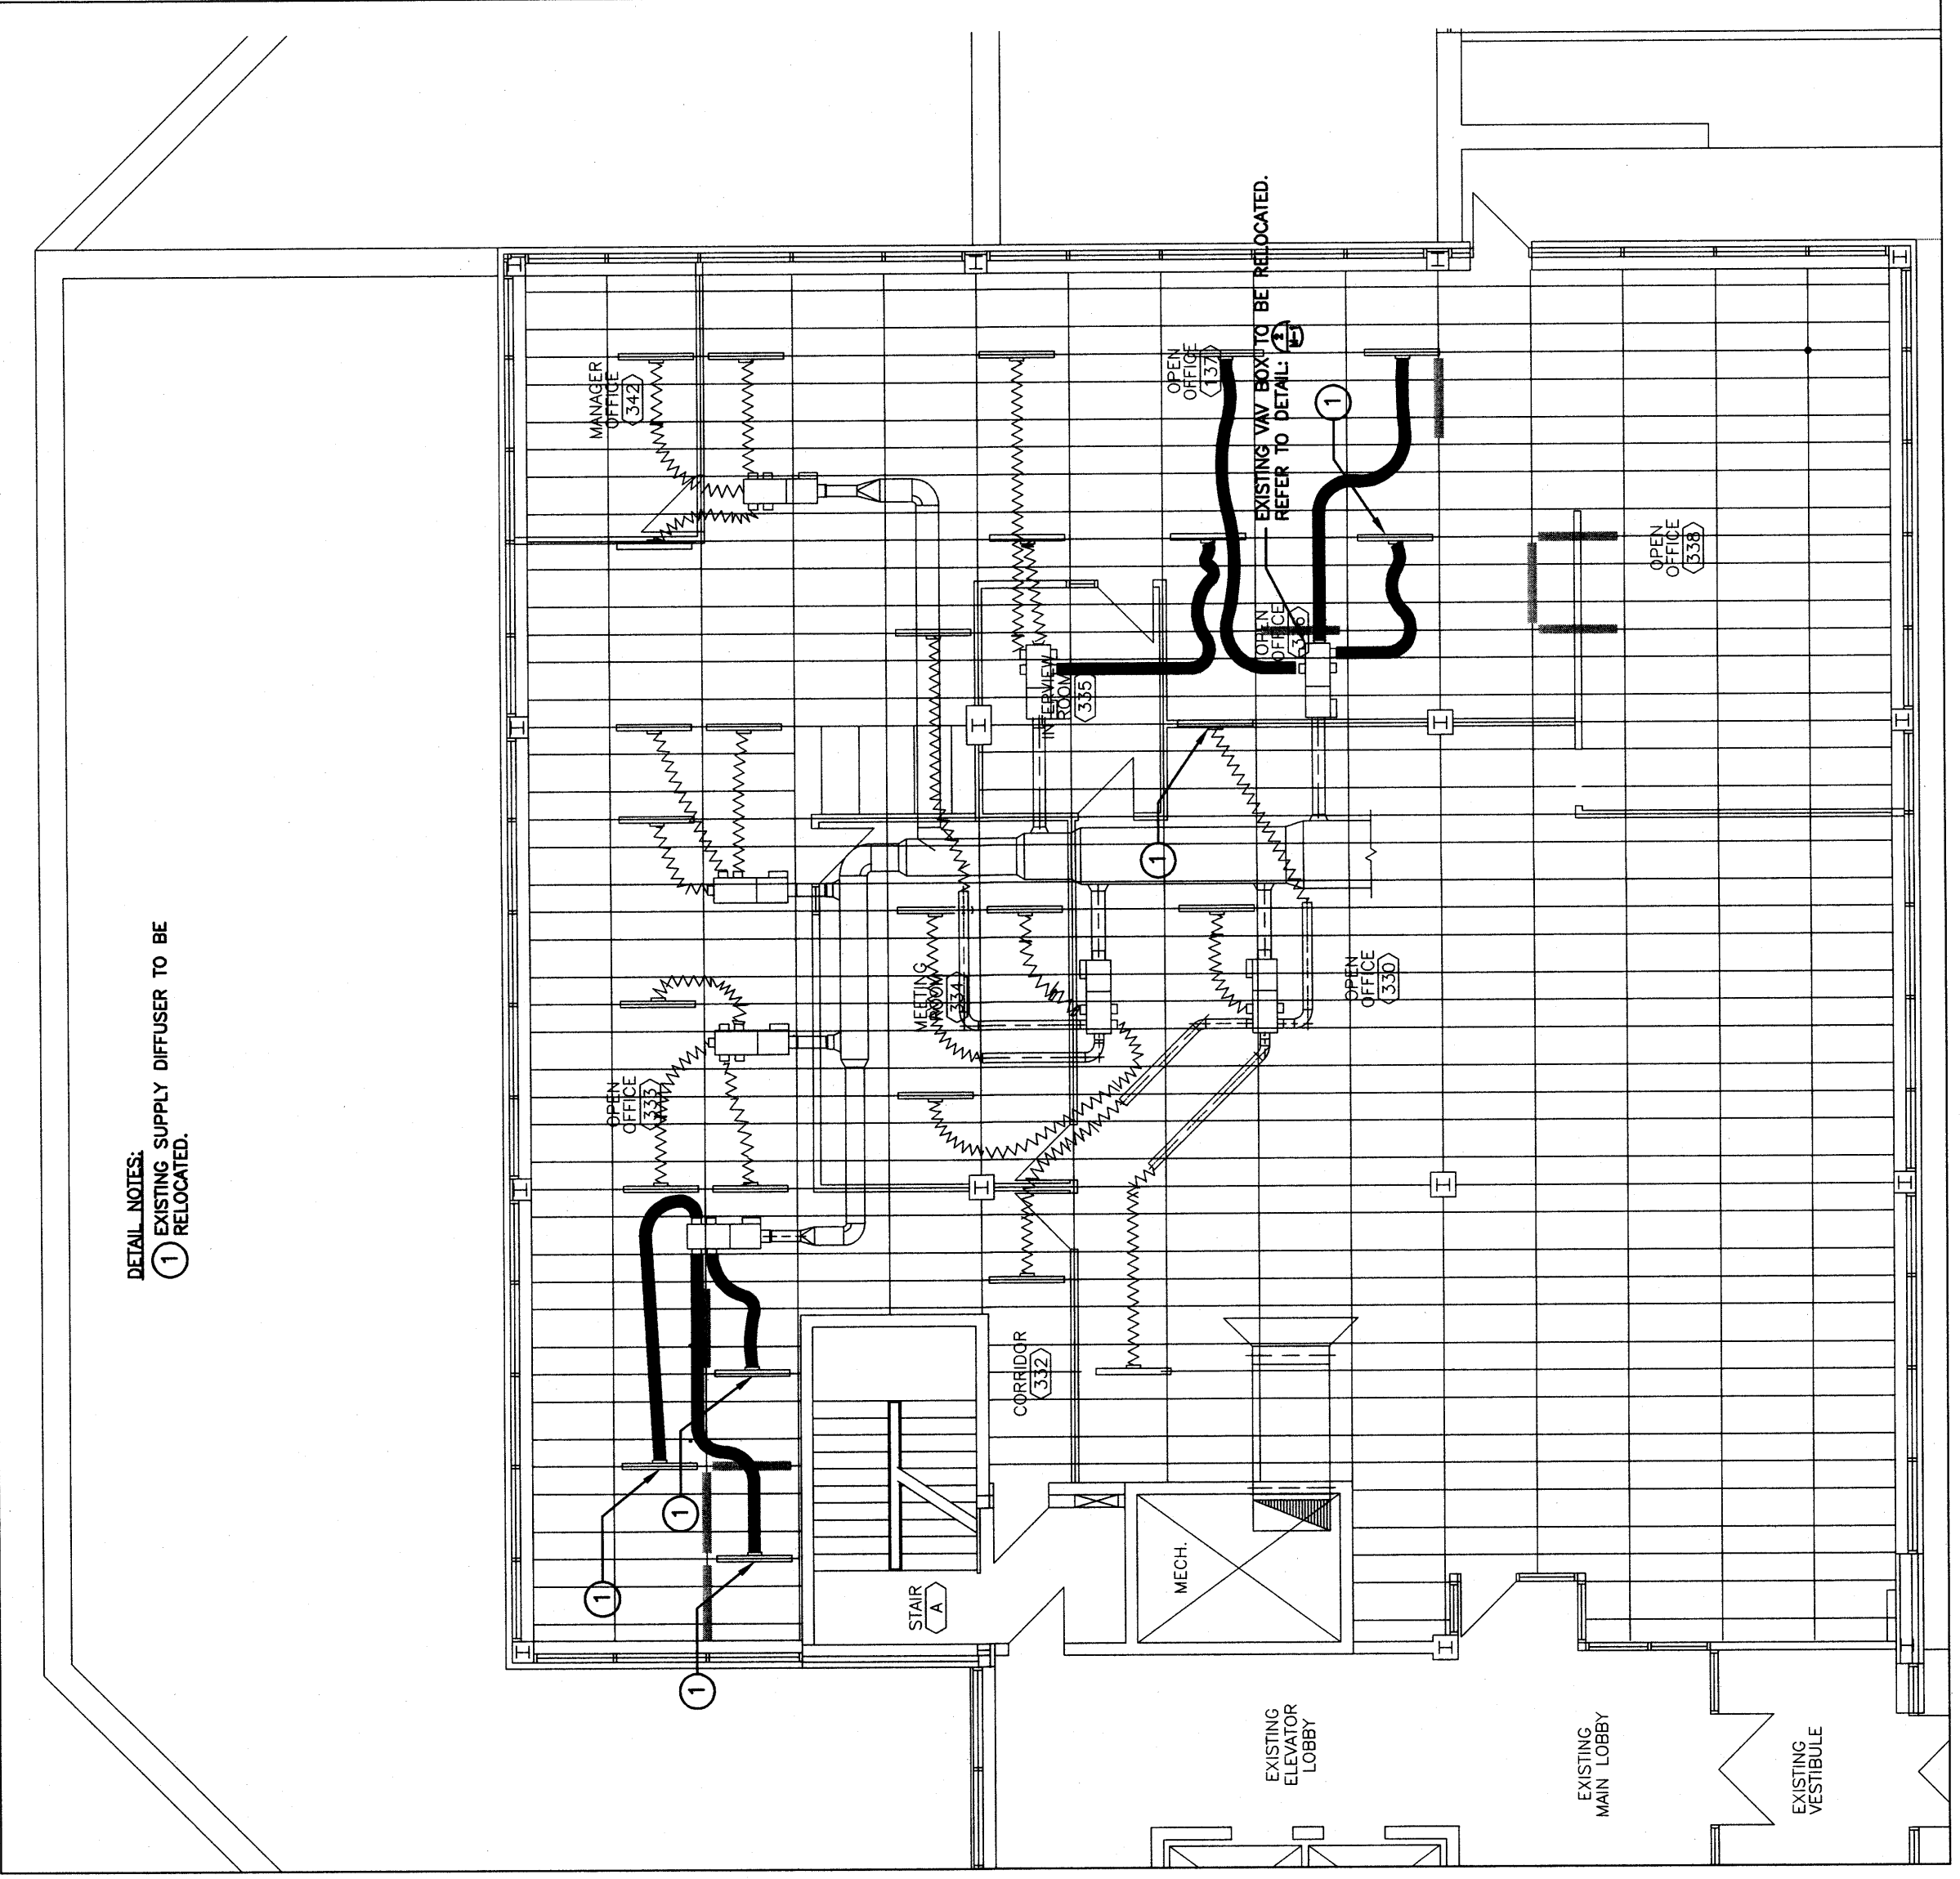 DETAIL NOTES:
1 EXISTING SUPPLY DIFFUSER TO BE
RELOCATED.
MANAGER
OFFICE
342
OPEN
OFFICE
137
EXISTING VAV BOX TO BE RELOCATED.
REFER TO DETAIL: 2
M-1
1
OPEN
OFFICE
338
OPEN
OFFICE
INTERVIEW
ROOM
335
1
MEETING
ROOM
334
OPEN
OFFICE
330
OPEN
OFFICE
333
CORRIDOR
332
1
1
1
STAIR
A
MECH.
EXISTING
ELEVATOR
LOBBY
EXISTING
MAIN LOBBY
EXISTING
VESTIBULE